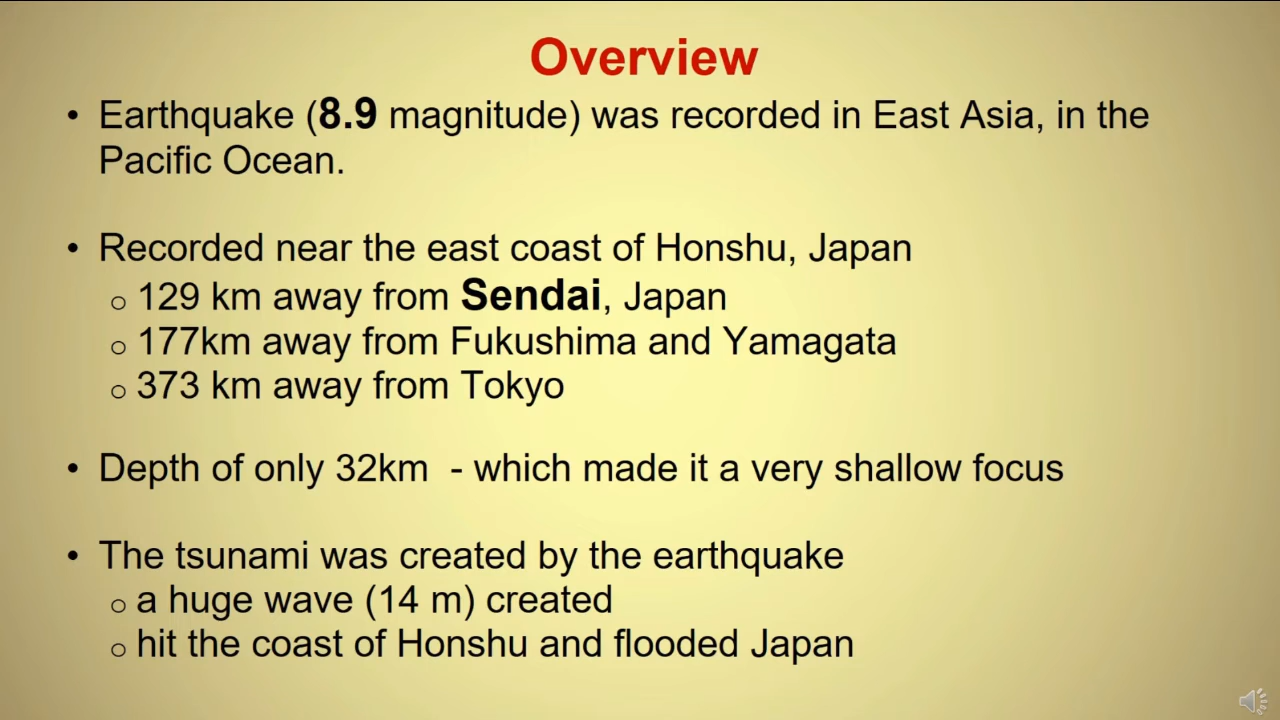 Overview
• Earthquake (8.9 magnitude) was recorded in East Asia, in the
Pacific Ocean.
• Recorded near the east coast of Honshu, Japan
o 129 km away from Sendai, Japan
o 177km away from Fukushima and Yamagata
o 373 km away from Tokyo
• Depth of only 32km - which made it a very shallow focus
• The tsunami was created by the earthquake
o a huge wave (14 m) created
o hit the coast of Honshu and flooded Japan